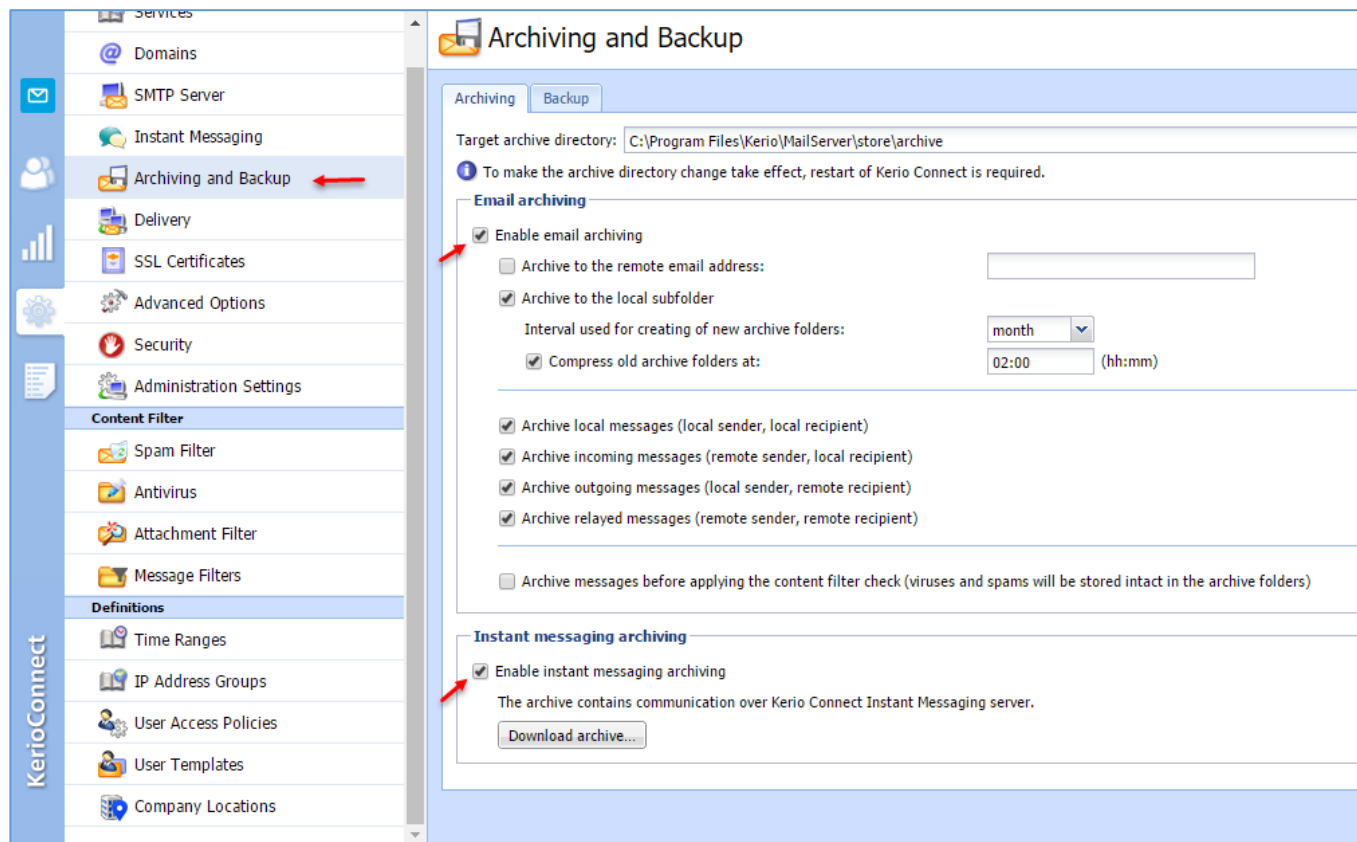 Services
Domains
SMTP Server
Instant Messaging
Archiving and Backup
Delivery
SSL Certificates
Advanced Options
Security
Administration Settings
Content Filter
Spam Filter
Antivirus
Attachment Filter
Message Filters
Definitions
Time Ranges
IP Address Groups
User Access Policies
User Templates
Company Locations
KerioConnect
Archiving and Backup
Archiving Backup
Target archive directory: C:\Program Files\Kerio\MailServer\store\archive
To make the archive directory change take effect, restart of Kerio Connect is required.
Email archiving
Enable email archiving
Archive to the remote email address:
Archive to the local subfolder
Interval used for creating of new archive folders: month
Compress old archive folders at: 02:00 (hh:mm)
Archive local messages (local sender, local recipient)
Archive incoming messages (remote sender, local recipient)
Archive outgoing messages (local sender, remote recipient)
Archive relayed messages (remote sender, remote recipient)
Archive messages before applying the content filter check (viruses and spams will be stored intact in the archive folders)
Instant messaging archiving
Enable instant messaging archiving
The archive contains communication over Kerio Connect Instant Messaging server.
Download archive...